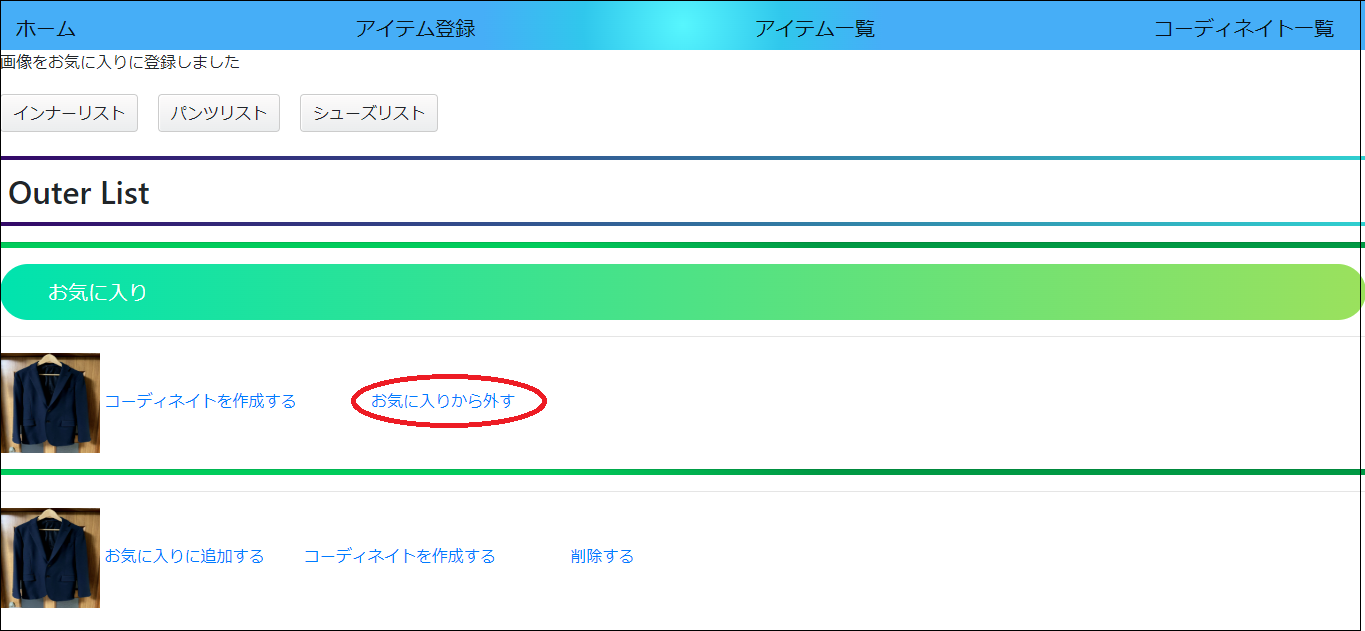 ホーム アイテム登録 アイテム一覧 コーディネイト一覧
画像をお気に入りに登録しました
インナーリスト パンツリスト シューズリスト
Outer List
お気に入り
コーディネイトを作成する お気に入りから外す
お気に入りに追加する コーディネイトを作成する 削除する